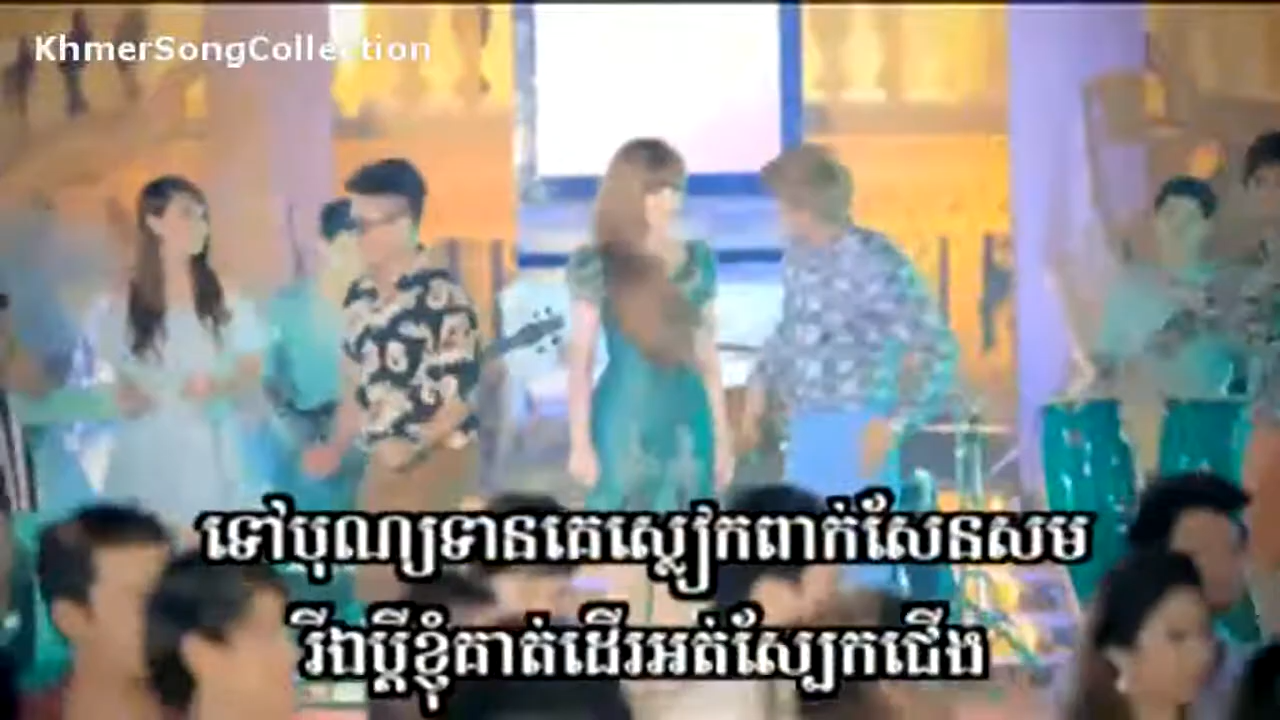 KhmerSongCollection
ទៅបុណ្យទានគេស្លៀកពាក់សែនសម
រីឯប្ដីខ្ញុំគាត់ដើរអត់ស្បែកជើង